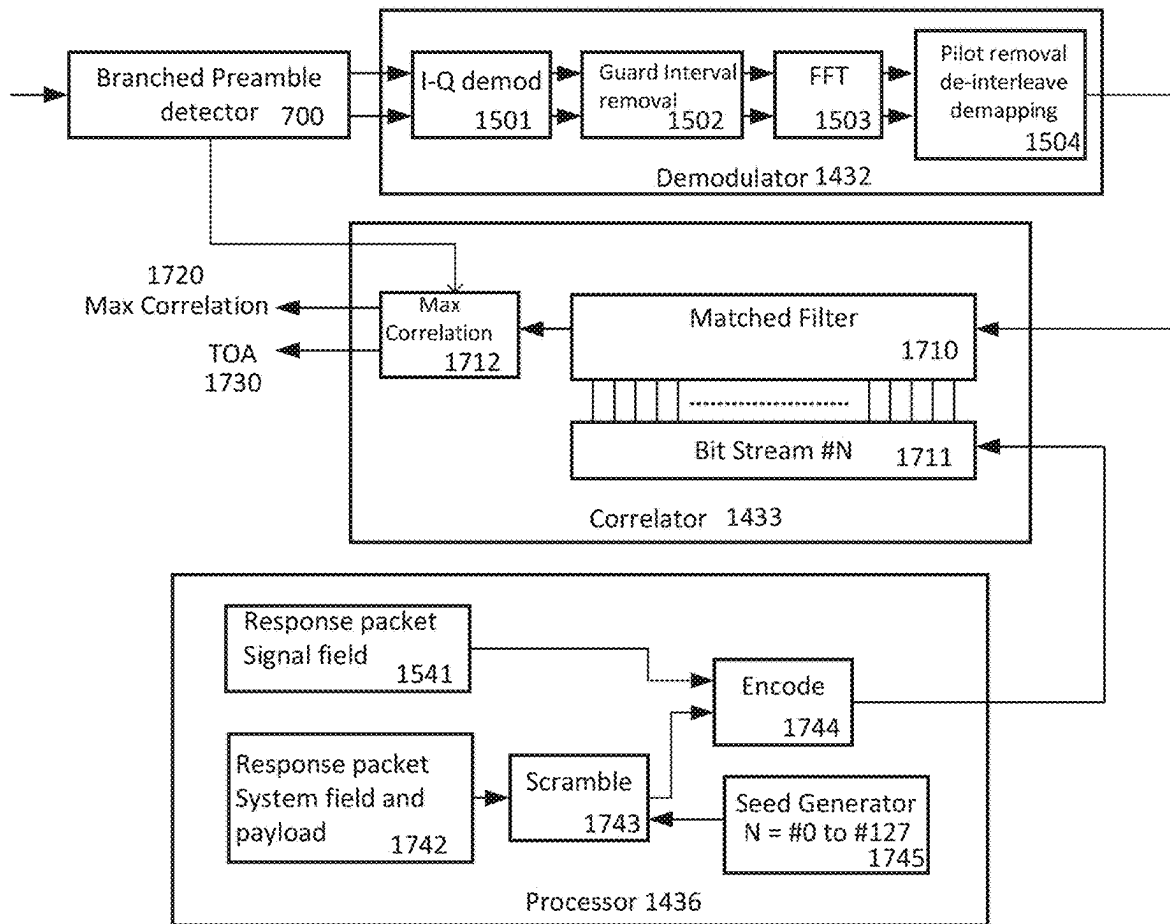 Branched Preamble
detector 700
I-Q demod
1501
Guard Interval
removal
1502
FFT
1503
Pilot removal
de-interleave
demapping
1504
Demodulator 1432
1720
Max Correlation
TOA
1730
Max
Correlation
1712
Matched Filter
1710
Bit Stream #N
1711
Correlator 1433
Response packet
Signal field
1541
Encode
1744
Response packet
System field and
payload
1742
Scramble
1743
Seed Generator
N = #0 to #127
1745
Processor 1436